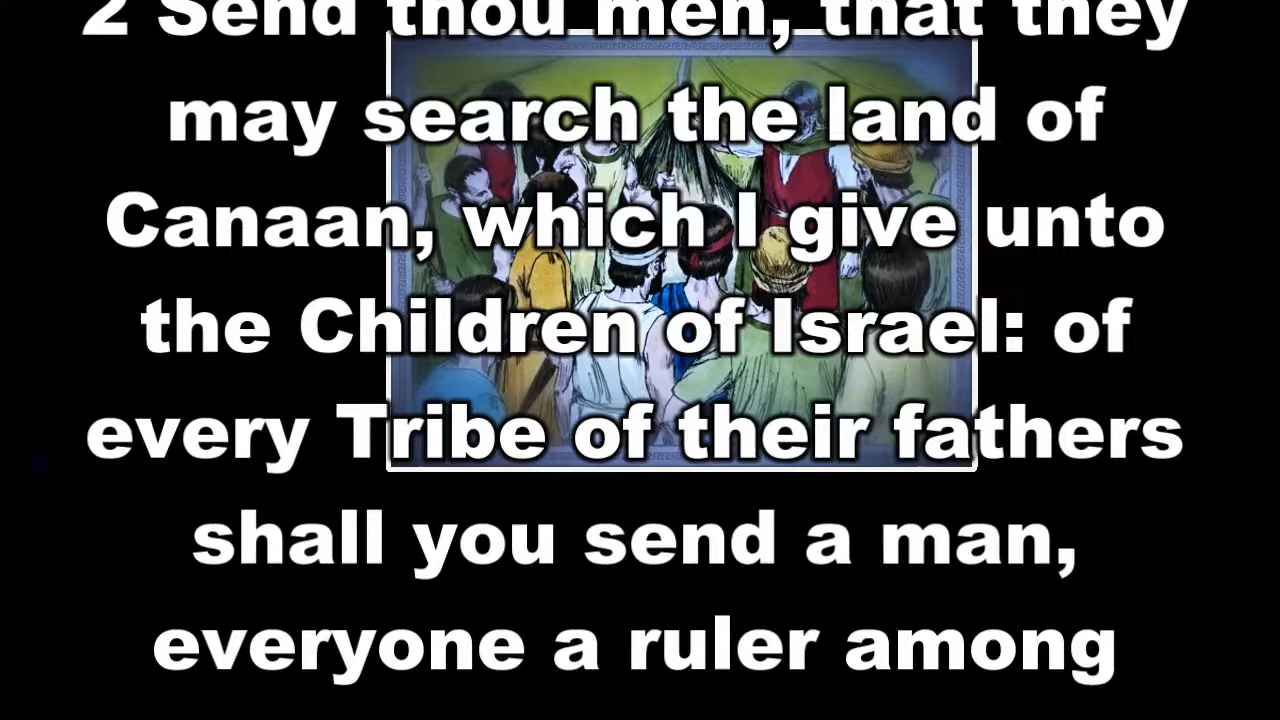 2 Send thou men, that they
may search the land of
Canaan, which I give unto
the Children of Israel: of
every Tribe of their fathers
shall you send a man,
everyone a ruler among